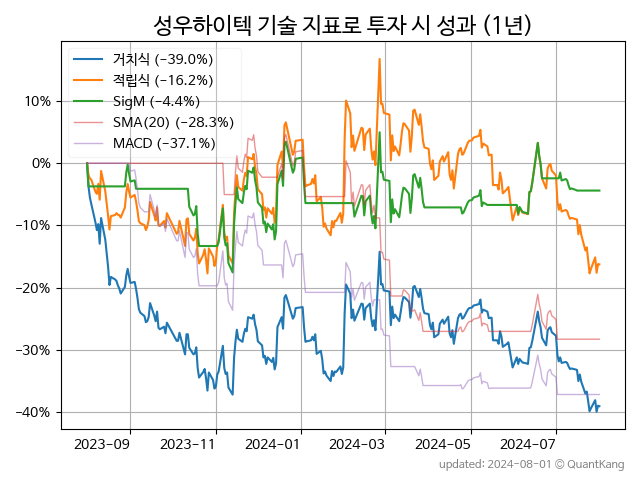 성우하이텍 기술 지표로 투자 시 성과 (1년)
거치식 (−39.0%)
적립식 (−16.2%)
SigM (−4.4%)
SMA(20) (−28.3%)
MACD (−37.1%)
10%
0%
−10%
−20%
−30%
−40%
2023-09
2023-11
2024-01
2024-03
2024-05
2024-07
updated: 2024-08-01 © QuantKang